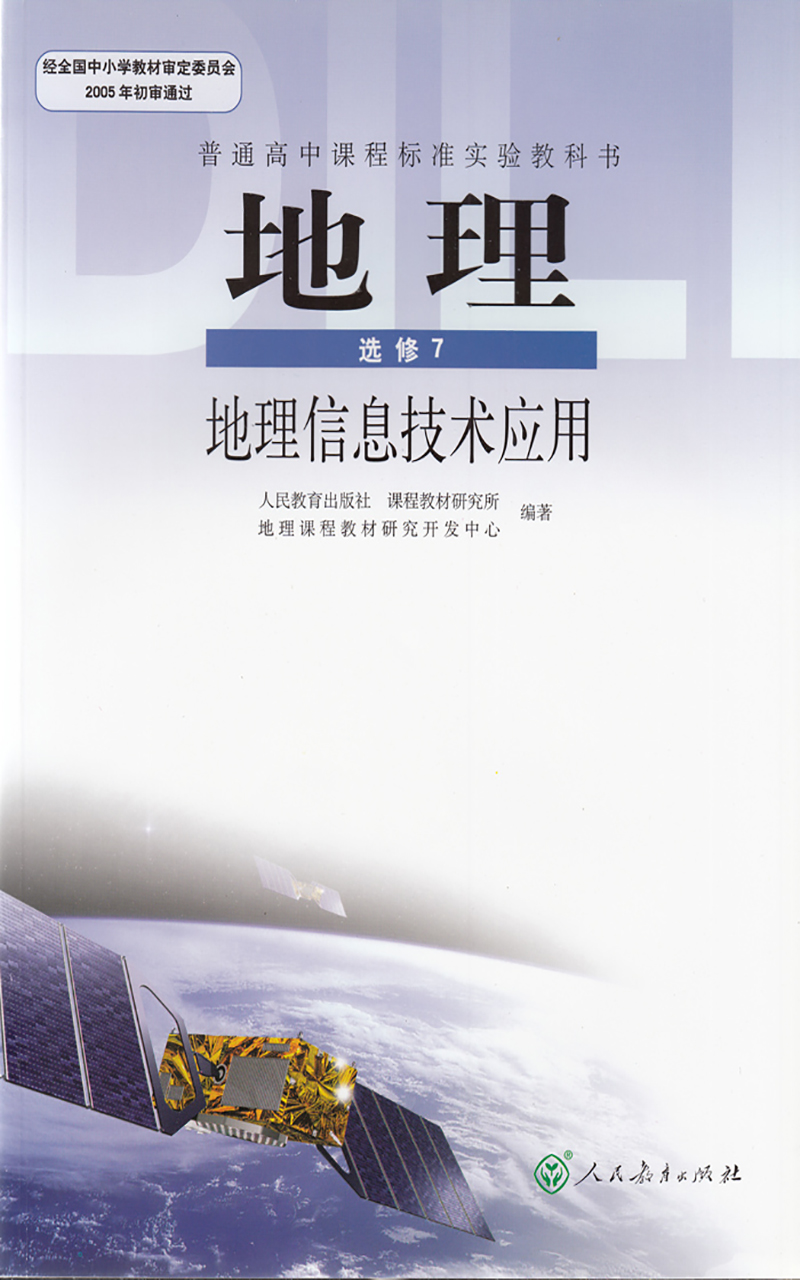 经全国中小学教材审定委员会
2005年初审通过
DILI
普通高中课程标准实验教科书
地理
选修7
地理信息技术应用
人民教育出版社 课程教材研究所
地理课程教材研究开发中心
编著
®
人民教育出版社